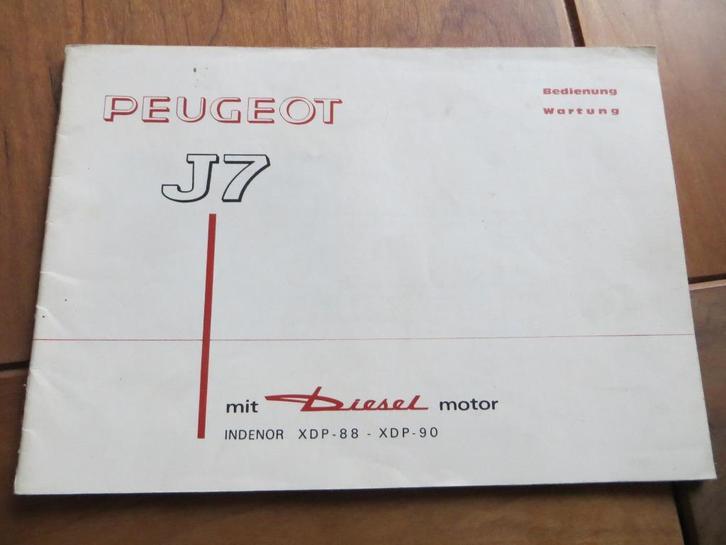 PEUGEOT
J7
Bedienung
Wartung
mit Diesel motor
INDENOR XDP-88 - XDP-90